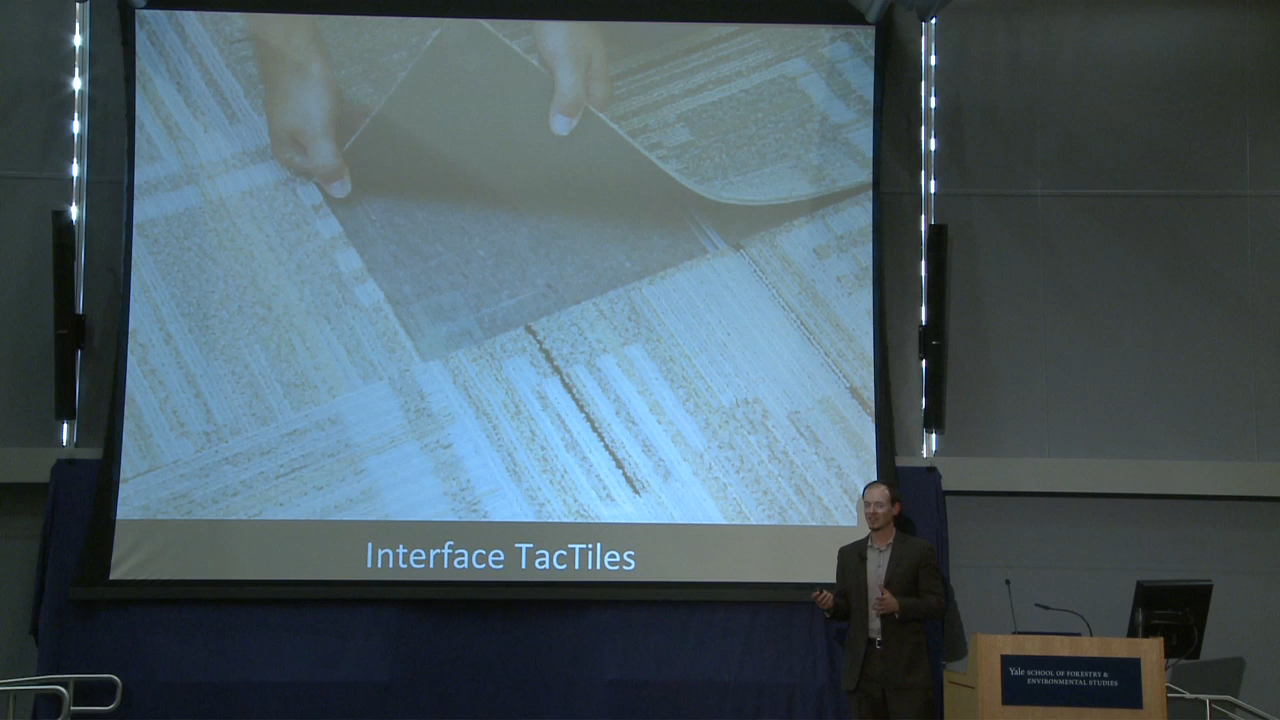 Interface TacTiles
Yale SCHOOL OF FORESTRY &
ENVIRONMENTAL STUDIES